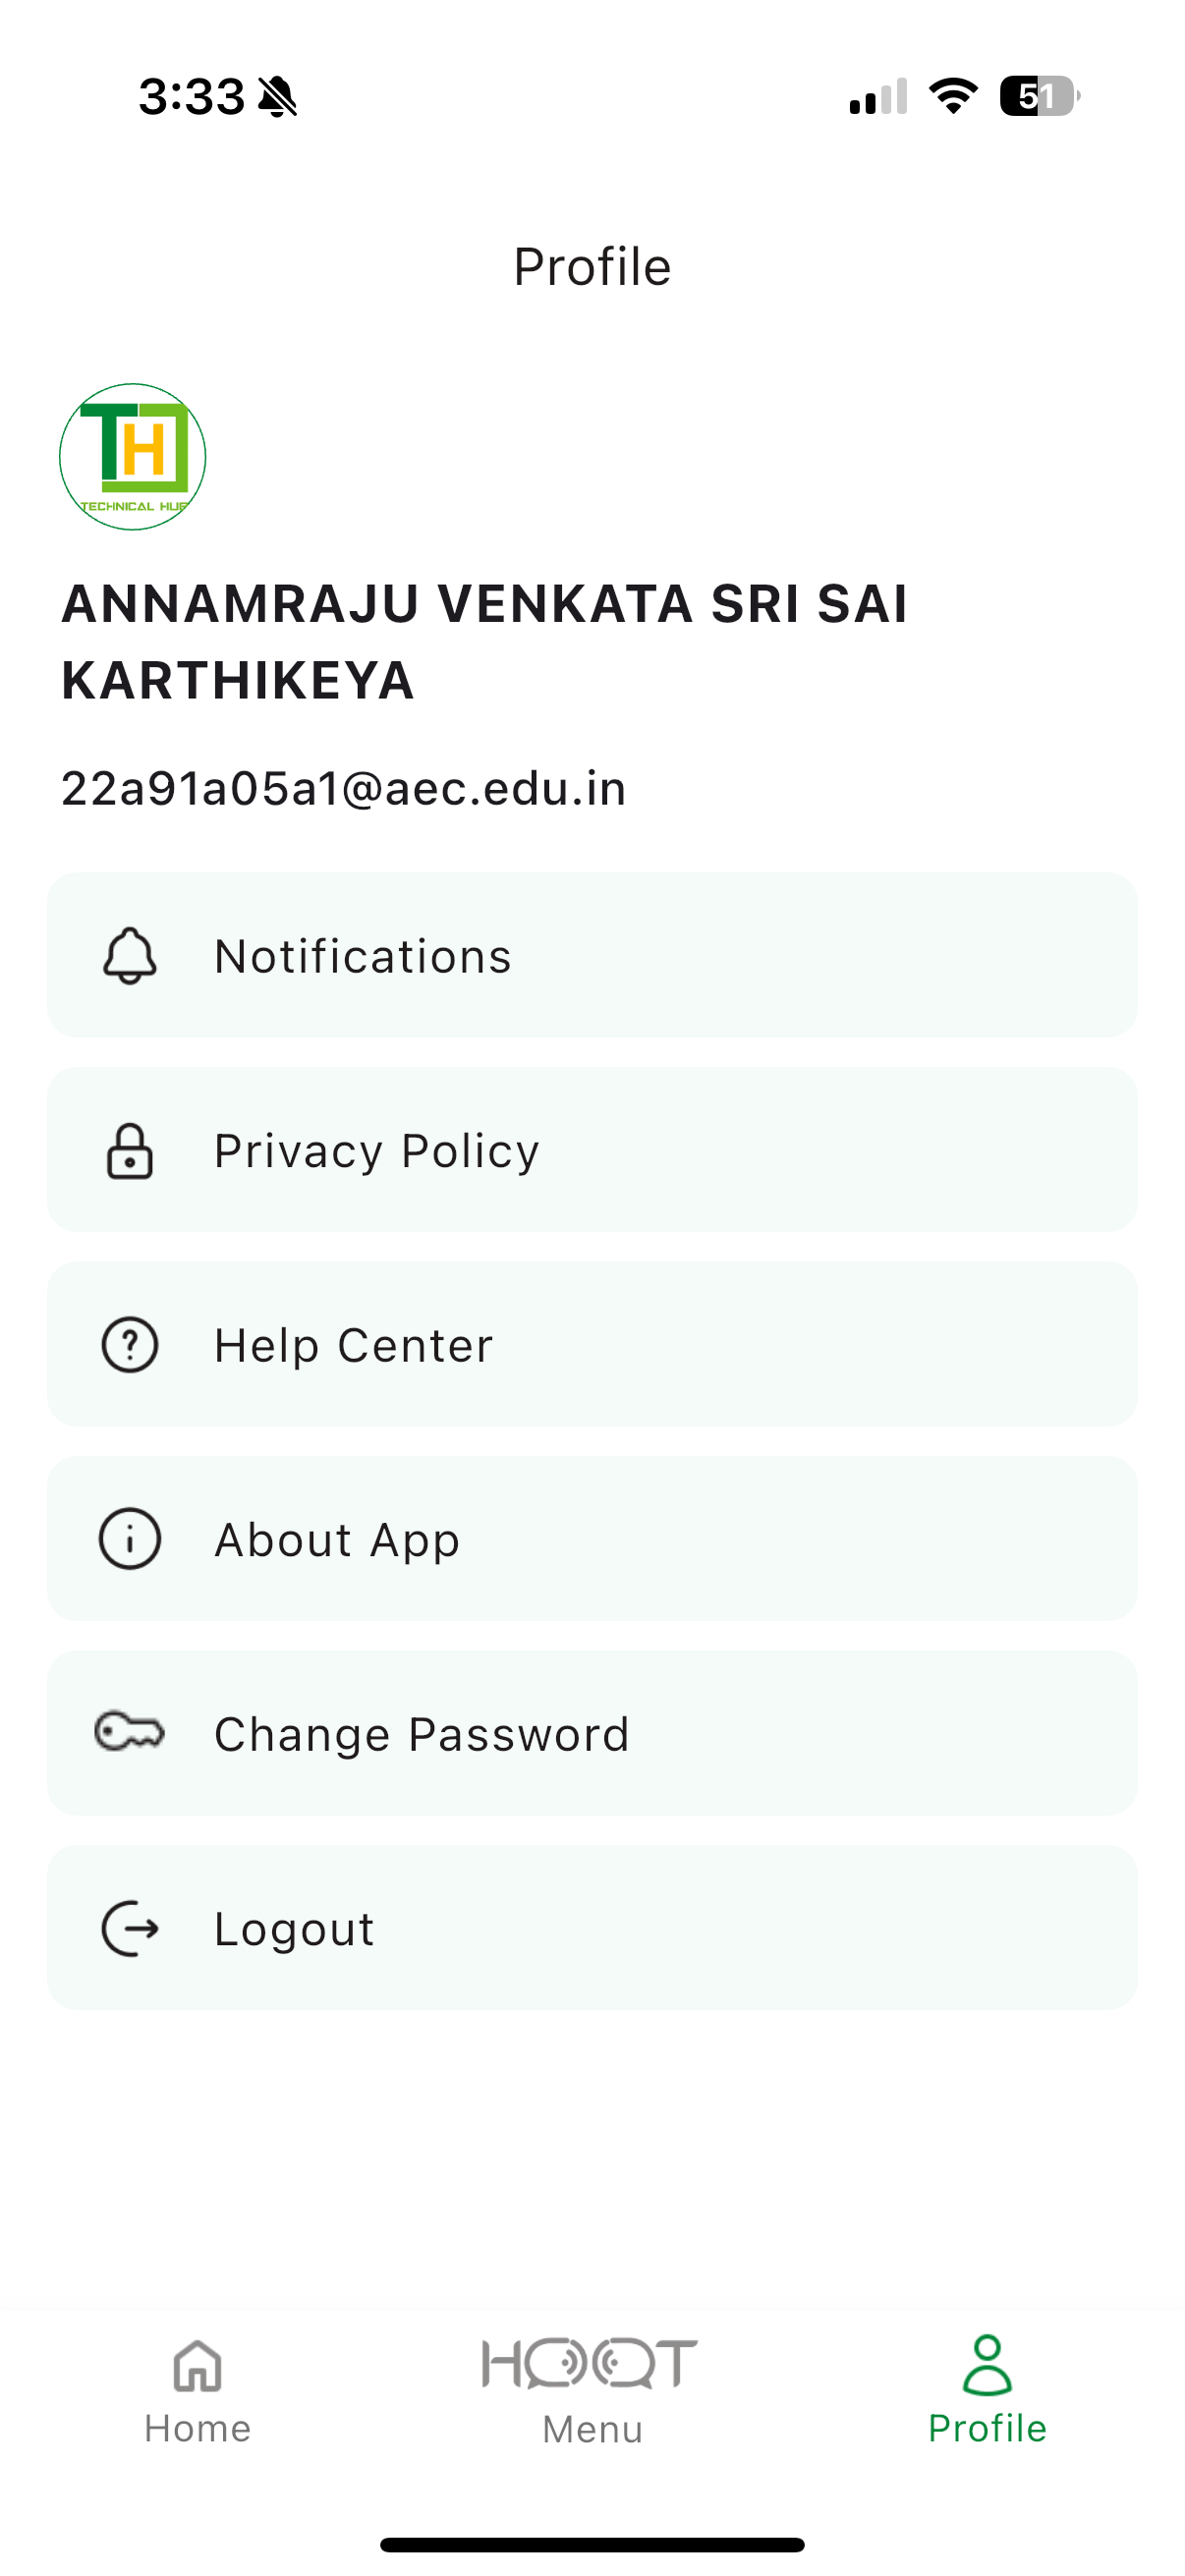 3:33
51
Profile
TH
TECHNICAL HUB
ANNAMRAJU VENKATA SRI SAI
KARTHIKEYA
22a91a05a1@aec.edu.in
Notifications
Privacy Policy
Help Center
About App
Change Password
Logout
HOOT
Home
Menu
Profile